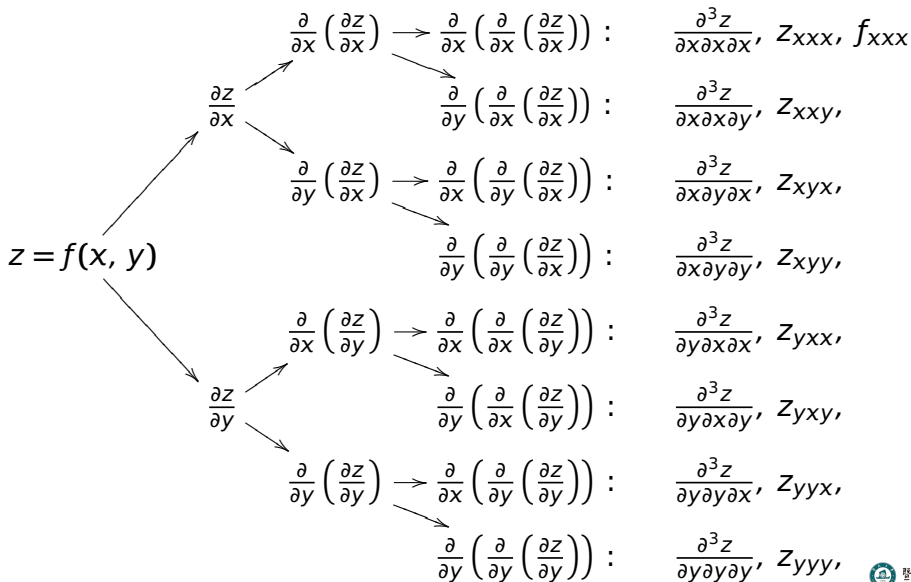 ∂/∂x (∂z/∂x) → ∂/∂x (∂/∂x (∂z/∂x)) : ∂³z/∂x∂x∂x, z_xxx, f_xxx
∂z/∂x ∂/∂y (∂/∂x (∂z/∂x)) : ∂³z/∂x∂x∂y, z_xxy,
∂/∂y (∂z/∂x) → ∂/∂x (∂/∂y (∂z/∂x)) : ∂³z/∂x∂y∂x, z_xyx,
z = f(x, y) ∂/∂y (∂/∂y (∂z/∂x)) : ∂³z/∂x∂y∂y, z_xyy,
∂/∂x (∂z/∂y) → ∂/∂x (∂/∂x (∂z/∂y)) : ∂³z/∂y∂x∂x, z_yxx,
∂z/∂y ∂/∂y (∂/∂x (∂z/∂y)) : ∂³z/∂y∂x∂y, z_yxy,
∂/∂y (∂z/∂y) → ∂/∂x (∂/∂y (∂z/∂y)) : ∂³z/∂y∂y∂x, z_yyx,
∂/∂y (∂/∂y (∂z/∂y)) : ∂³z/∂y∂y∂y, z_yyy,